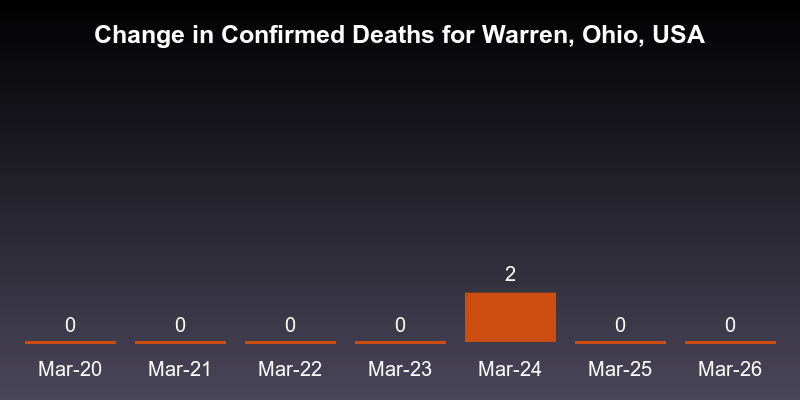 Change in Confirmed Deaths for Warren, Ohio, USA
2
0 0 0 0 0 0
Mar-20 Mar-21 Mar-22 Mar-23 Mar-24 Mar-25 Mar-26